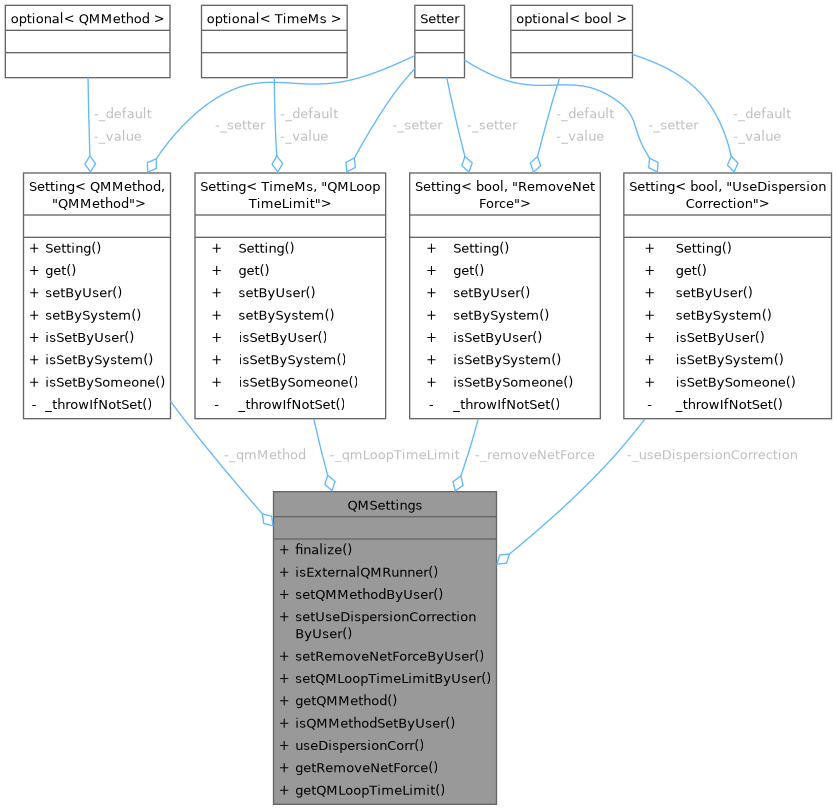 optional< QMMethod >
optional< TimeMs >
Setter
optional< bool >
-_default
-_value
-_setter
-_default
-_value
-_setter
-_setter
-_default
-_value
-_setter
-_default
-_value
Setting< QMMethod,
"QMMethod">
+ Setting()
+ get()
+ setByUser()
+ setBySystem()
+ isSetByUser()
+ isSetBySystem()
+ isSetBySomeone()
- _throwIfNotSet()
Setting< TimeMs, "QMLoop
TimeLimit">
+ Setting()
+ get()
+ setByUser()
+ setBySystem()
+ isSetByUser()
+ isSetBySystem()
+ isSetBySomeone()
- _throwIfNotSet()
Setting< bool, "RemoveNet
Force">
+ Setting()
+ get()
+ setByUser()
+ setBySystem()
+ isSetByUser()
+ isSetBySystem()
+ isSetBySomeone()
- _throwIfNotSet()
Setting< bool, "UseDispersion
Correction">
+ Setting()
+ get()
+ setByUser()
+ setBySystem()
+ isSetByUser()
+ isSetBySystem()
+ isSetBySomeone()
- _throwIfNotSet()
-_qmMethod
-_qmLoopTimeLimit
-_removeNetForce
-_useDispersionCorrection
QMSettings
+ finalize()
+ isExternalQMRunner()
+ setQMMethodByUser()
+ setUseDispersionCorrection
ByUser()
+ setRemoveNetForceByUser()
+ setQMLoopTimeLimitByUser()
+ getQMMethod()
+ isQMMethodSetByUser()
+ useDispersionCorr()
+ getRemoveNetForce()
+ getQMLoopTimeLimit()